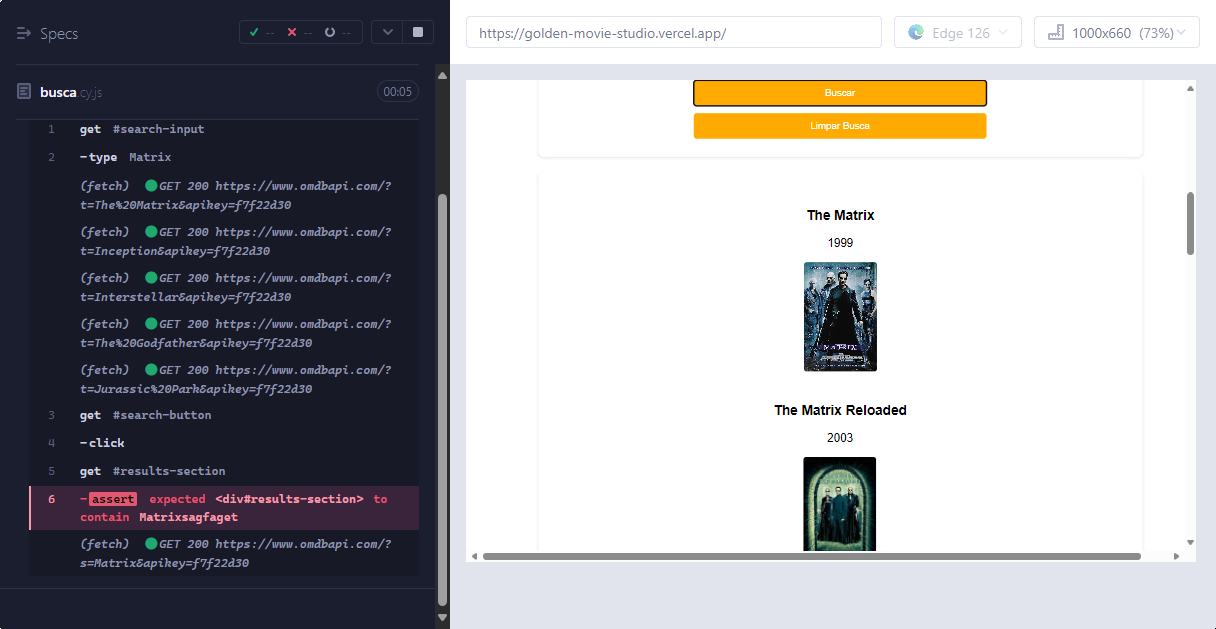 Specs
-- -- --
busca.cy.js
00:05
1 get #search-input
2 -type Matrix
(fetch) GET 200 https://www.omdbapi.com/?
t=The%20Matrix&apikey=f7f22d30
(fetch) GET 200 https://www.omdbapi.com/?
t=Inception&apikey=f7f22d30
(fetch) GET 200 https://www.omdbapi.com/?
t=Interstellar&apikey=f7f22d30
(fetch) GET 200 https://www.omdbapi.com/?
t=The%20Godfather&apikey=f7f22d30
(fetch) GET 200 https://www.omdbapi.com/?
t=Jurassic%20Park&apikey=f7f22d30
3 get #search-button
4 -click
5 get #results-section
6 -assert expected <div#results-section> to
contain Matrixsagfaget
(fetch) GET 200 https://www.omdbapi.com/?
s=Matrix&apikey=f7f22d30
https://golden-movie-studio.vercel.app/
Edge 126
1000x660 (73%)
Buscar
Limpar Busca
The Matrix
1999
MATRIX
The Matrix Reloaded
2003